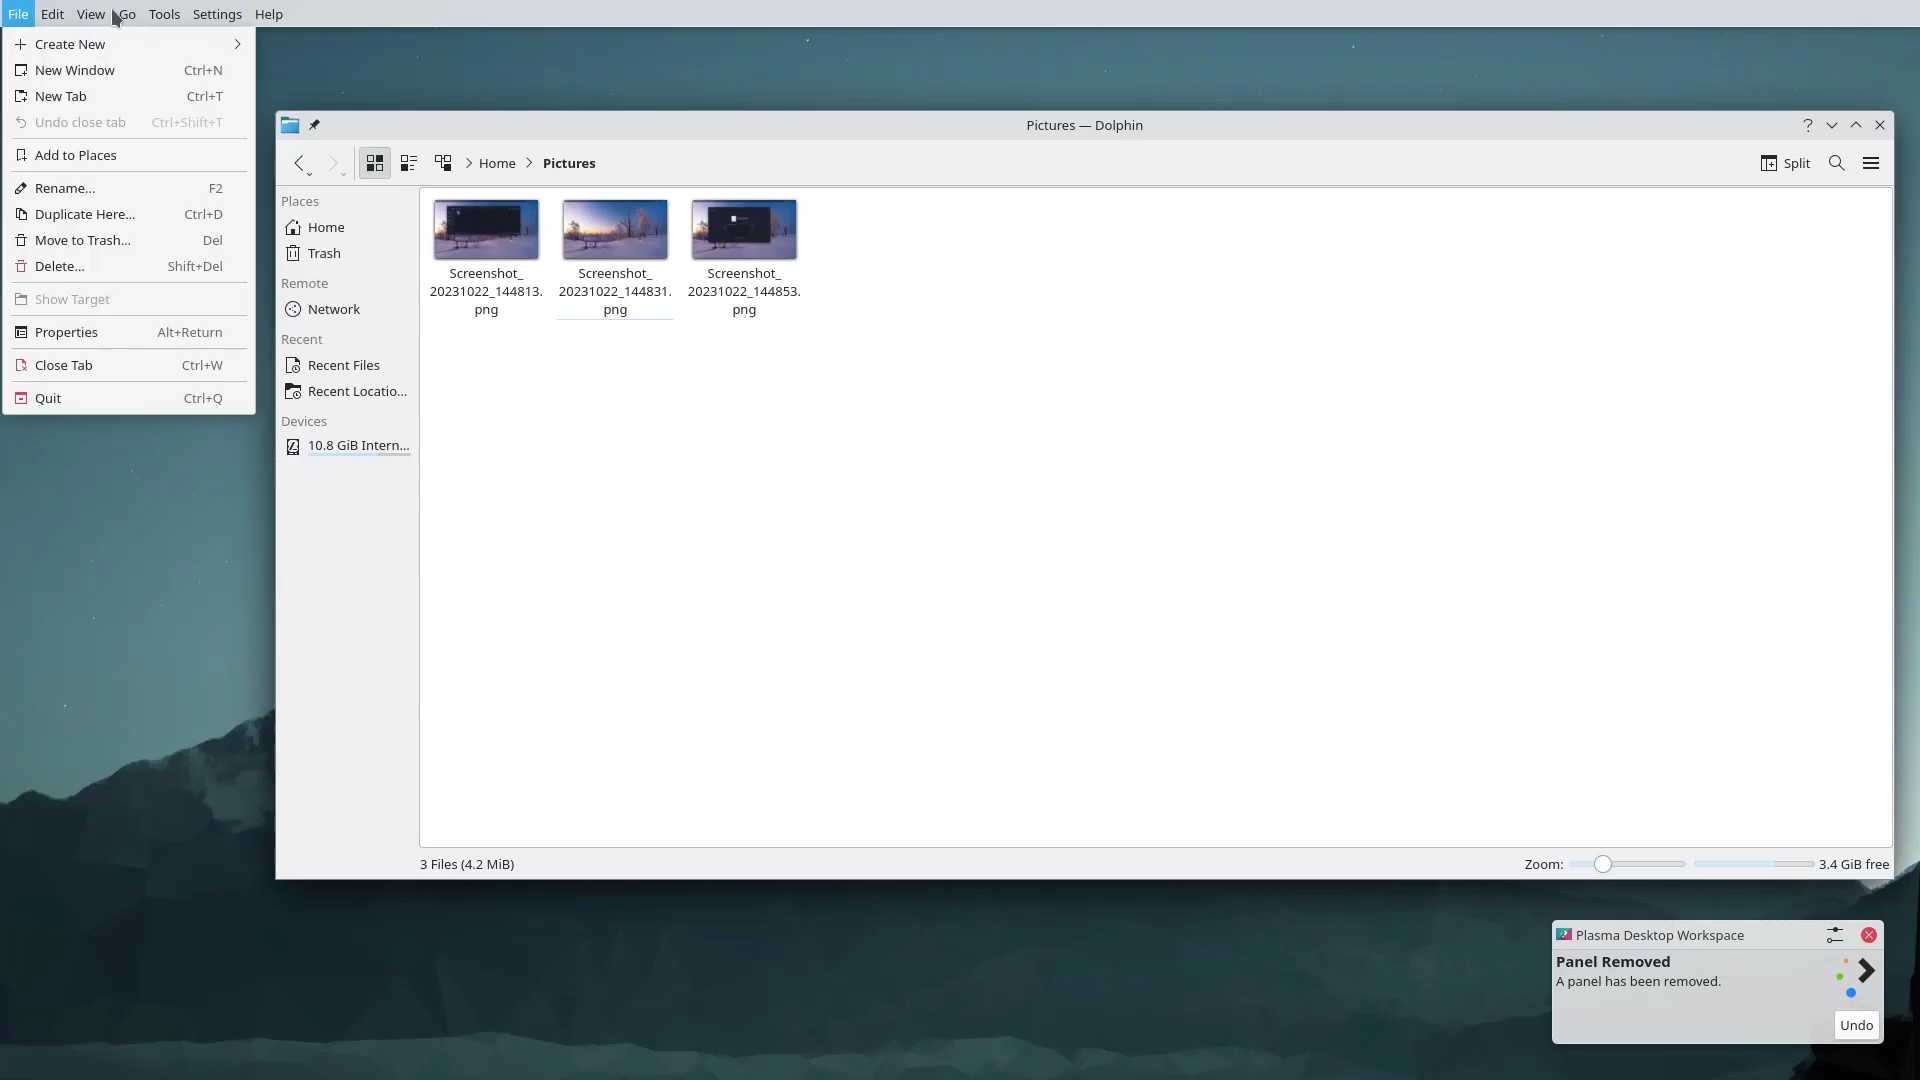 File Edit View Go Tools Settings Help
Create New
New Window Ctrl+N
New Tab Ctrl+T
Undo close tab Ctrl+Shift+T
Add to Places
Rename... F2
Duplicate Here... Ctrl+D
Move to Trash... Del
Delete... Shift+Del
Show Target
Properties Alt+Return
Close Tab Ctrl+W
Quit Ctrl+Q
Pictures — Dolphin
Home Pictures
Split
Places
Home
Trash
Remote
Network
Recent
Recent Files
Recent Locatio...
Devices
10.8 GiB Intern...
Screenshot_
20231022_144813.
png
Screenshot_
20231022_144831.
png
Screenshot_
20231022_144853.
png
3 Files (4.2 MiB)
Zoom:
3.4 GiB free
Plasma Desktop Workspace
Panel Removed
A panel has been removed.
Undo